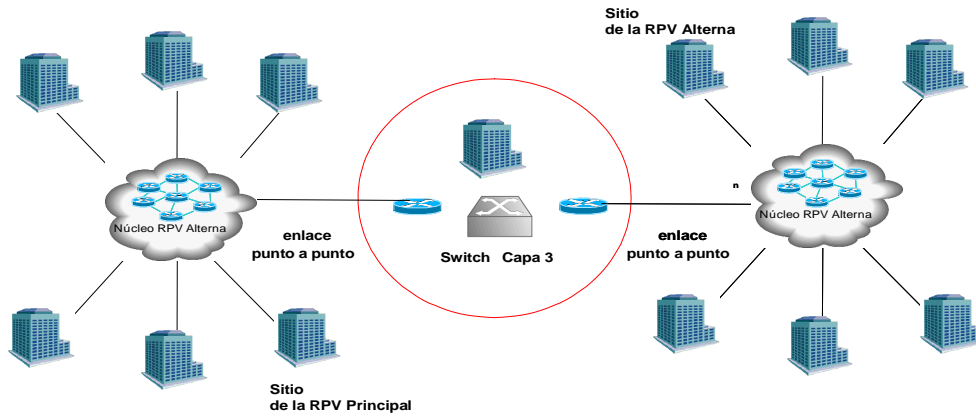 Sitio
de la RPV Alterna
n
Núcleo RPV Alterna
Núcleo RPV Alterna
enlace
punto a punto
Switch Capa 3
enlace
punto a punto
Sitio
de la RPV Principal